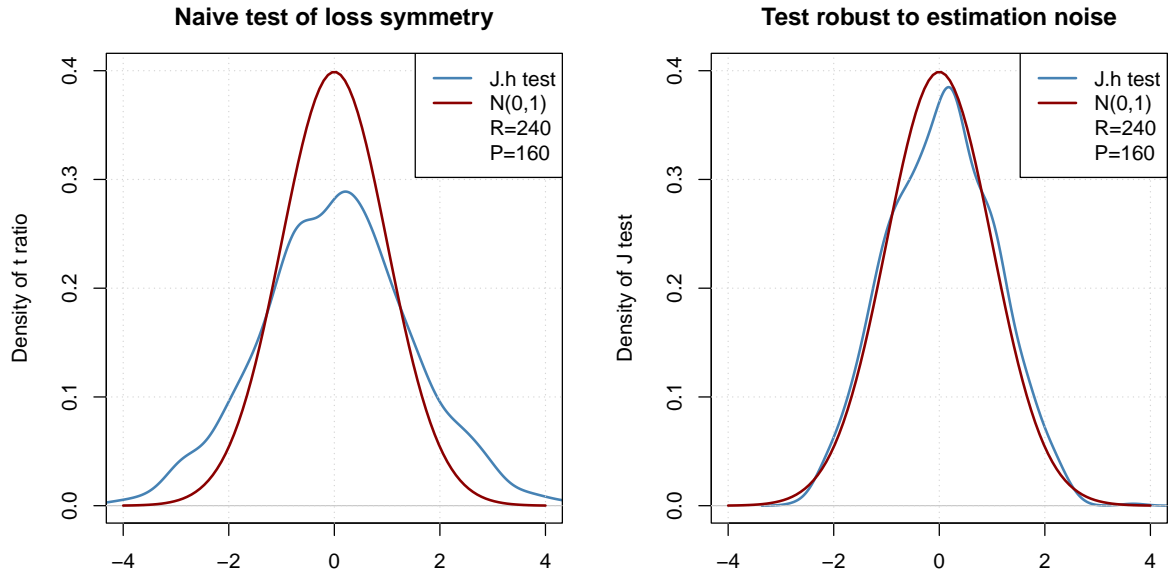 Naive test of loss symmetry
Density of t ratio
0.4
0.3
0.2
0.1
0.0
−4
−2
0
2
4
J.h test
N(0,1)
R=240
P=160
Test robust to estimation noise
Density of J test
0.4
0.3
0.2
0.1
0.0
−4
−2
0
2
4
J.h test
N(0,1)
R=240
P=160